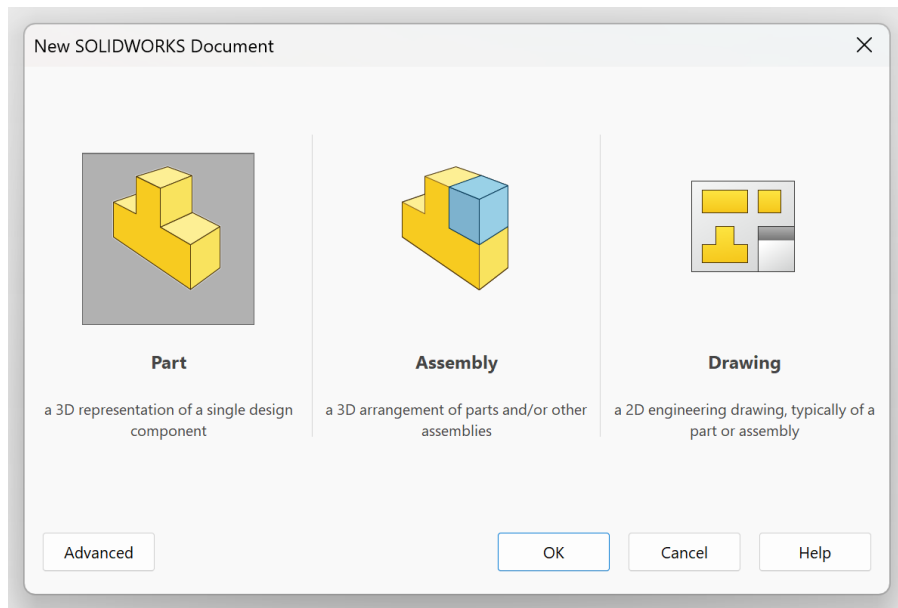 New SOLIDWORKS Document
Part
a 3D representation of a single design
component
Assembly
a 3D arrangement of parts and/or other
assemblies
Drawing
a 2D engineering drawing, typically of a
part or assembly
Advanced
OK
Cancel
Help